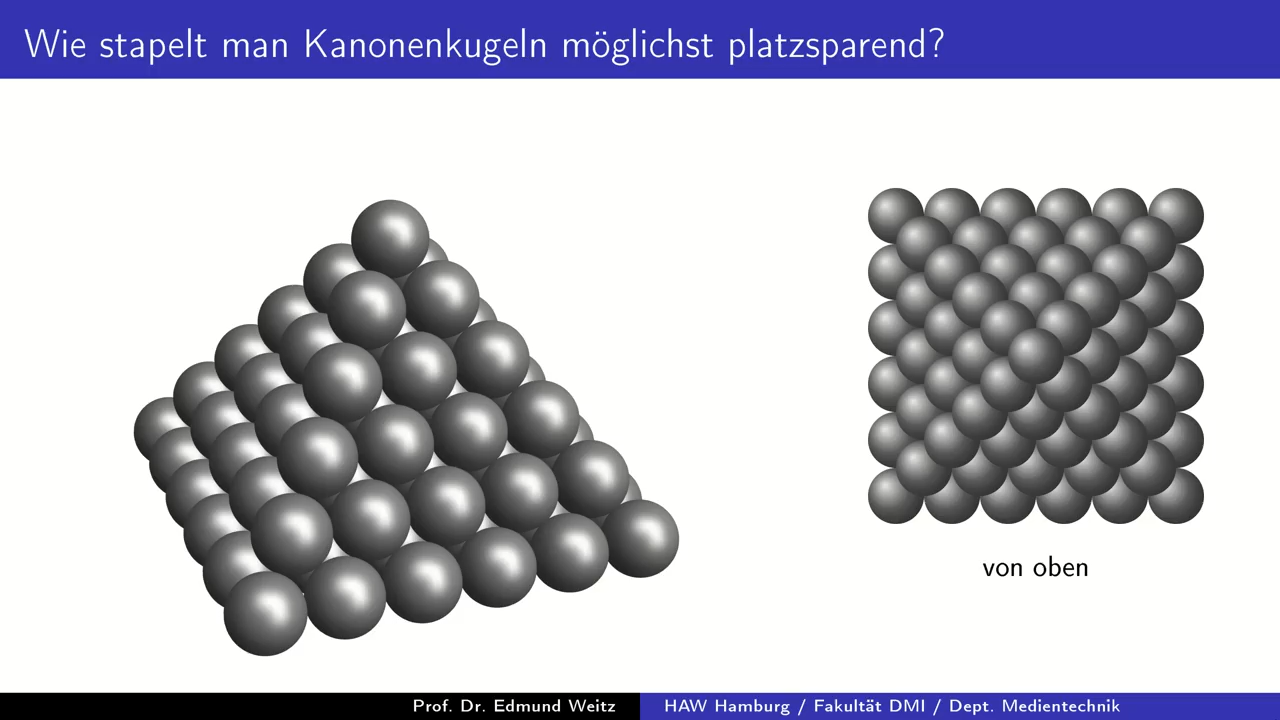 Wie stapelt man Kanonenkugeln möglichst platzsparend?
von oben
Prof. Dr. Edmund Weitz
HAW Hamburg / Fakultät DMI / Dept. Medientechnik